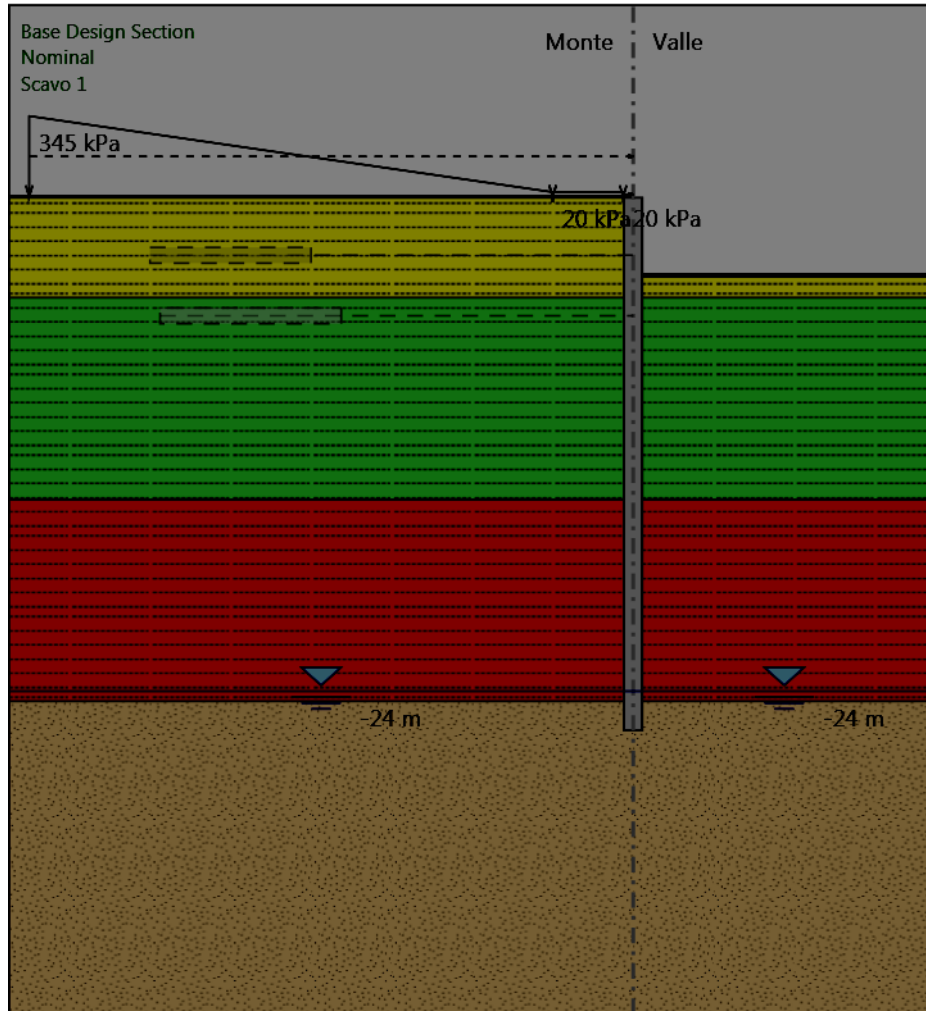 Base Design Section
Nominal
Scavo 1
Monte
Valle
345 kPa
20 kPa
20 kPa
-24 m
-24 m